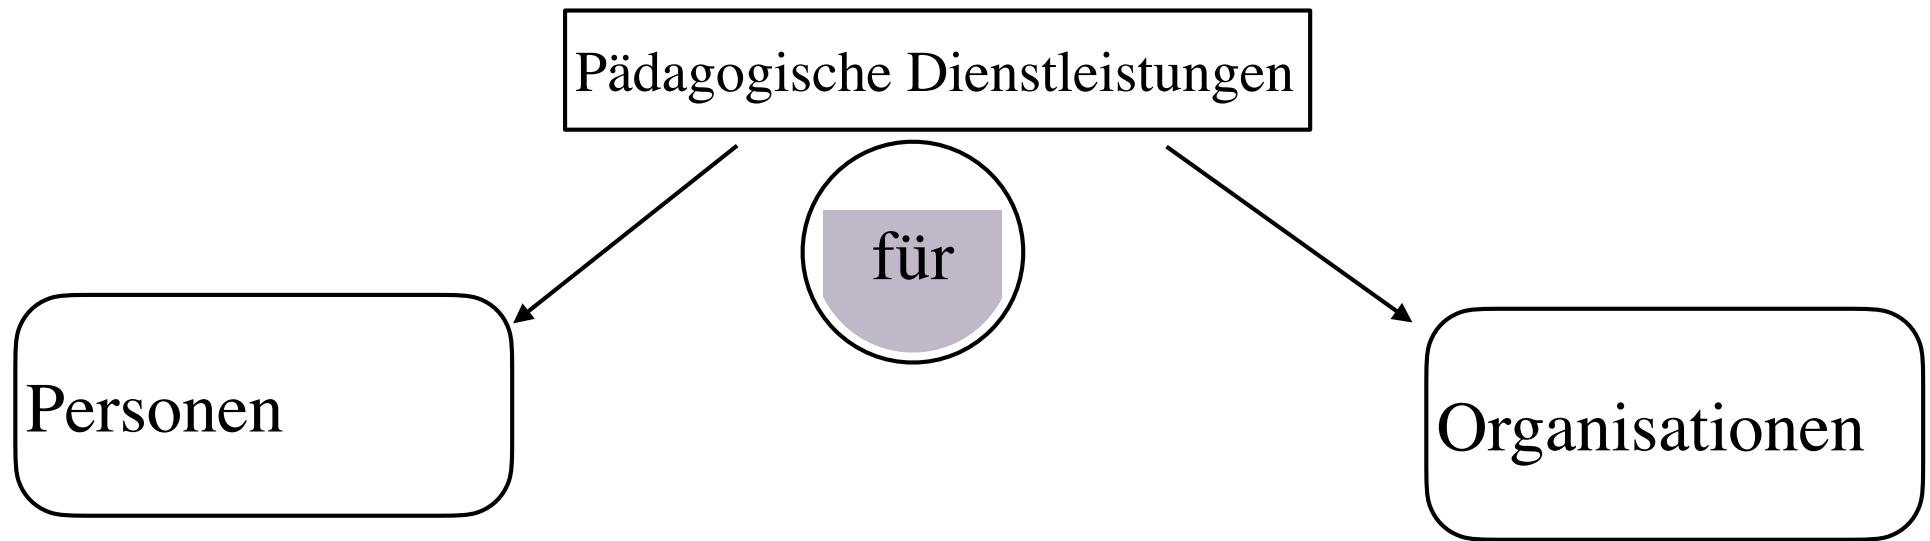 Pädagogische Dienstleistungen
für
Personen
Organisationen